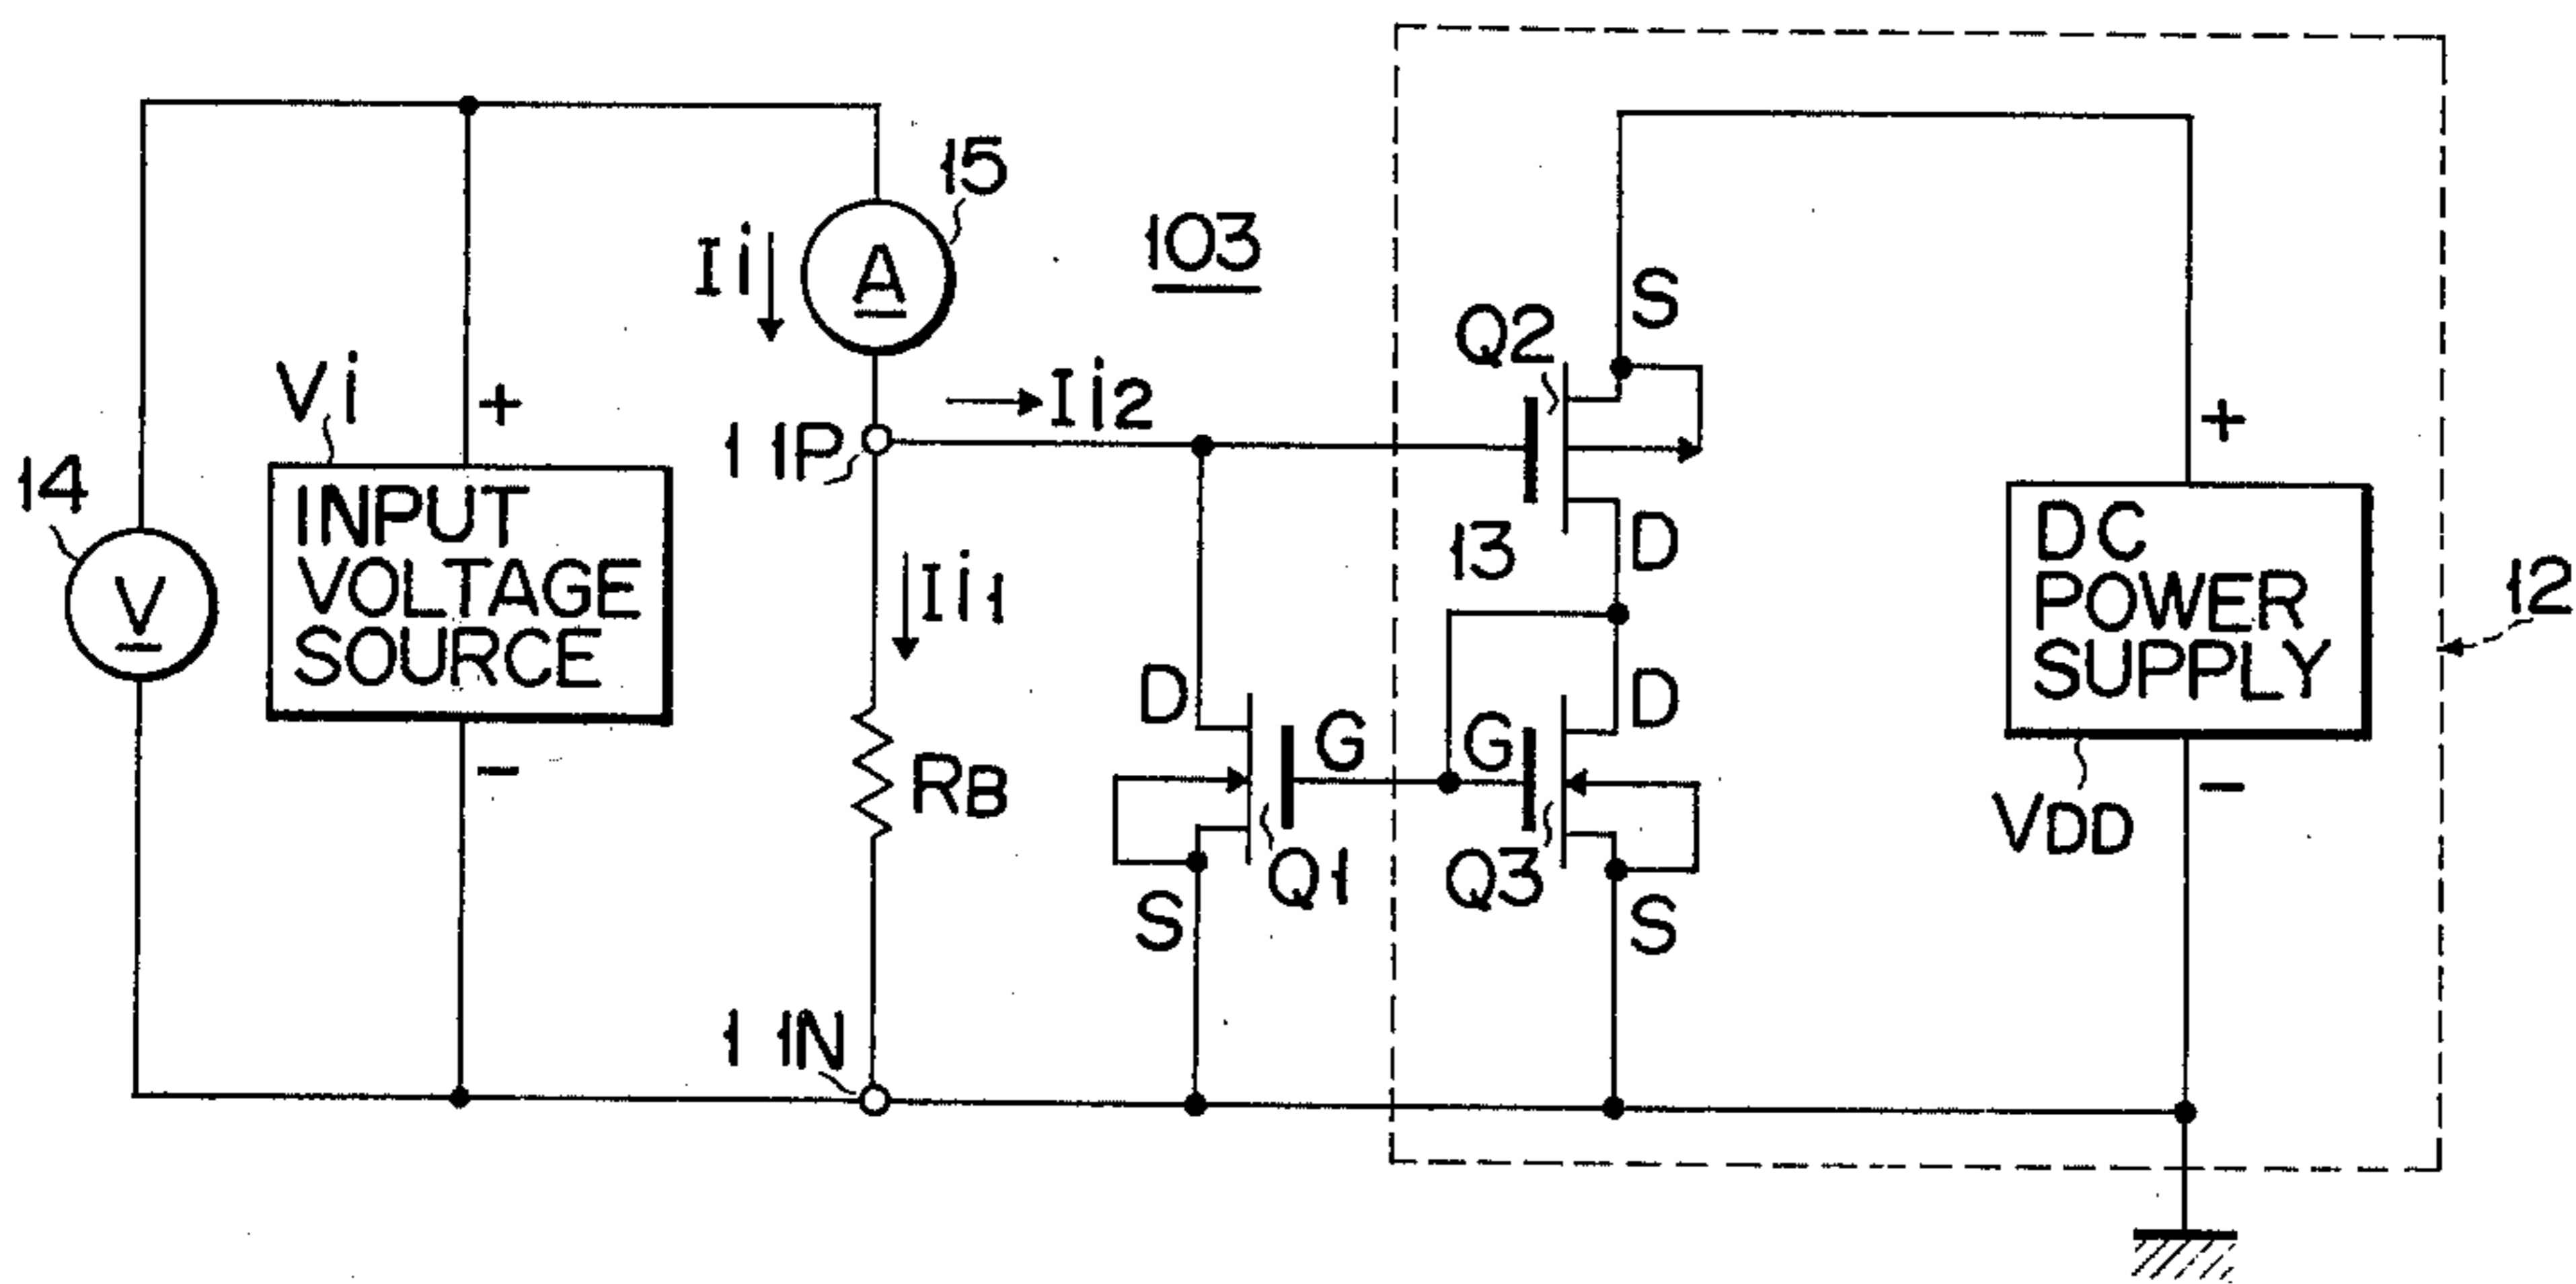 15
103
Ii
A
S
Q2
Vi
+
Ii2
+
11P
14
INPUT
VOLTAGE
SOURCE
V
13
D
DC
POWER
SUPPLY
12
Ii1
D
D
G
G
RB
−
−
VDD
Q1
Q3
S
S
11N